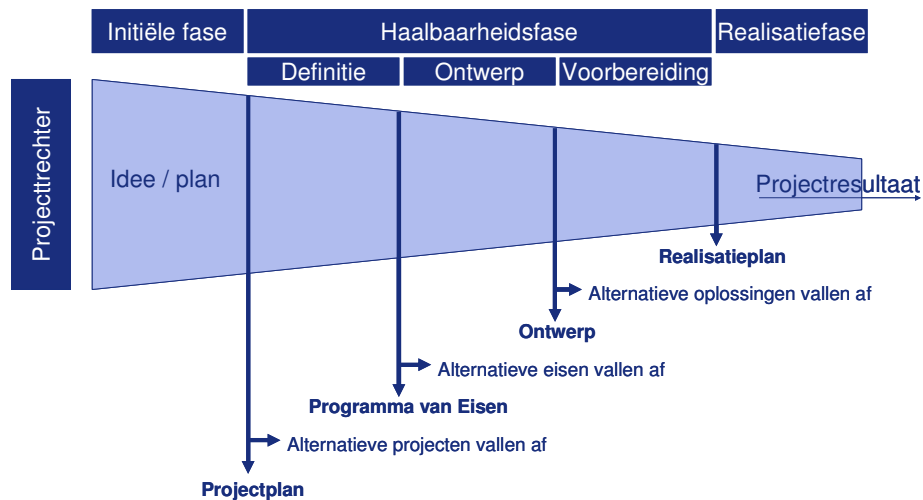 Initiële fase
Haalbaarheidsfase
Realisatiefase
Definitie
Ontwerp
Voorbereiding
Projecttrechter
Idee / plan
Projectresultaat
Realisatieplan
Alternatieve oplossingen vallen af
Ontwerp
Alternatieve eisen vallen af
Programma van Eisen
Alternatieve projecten vallen af
Projectplan